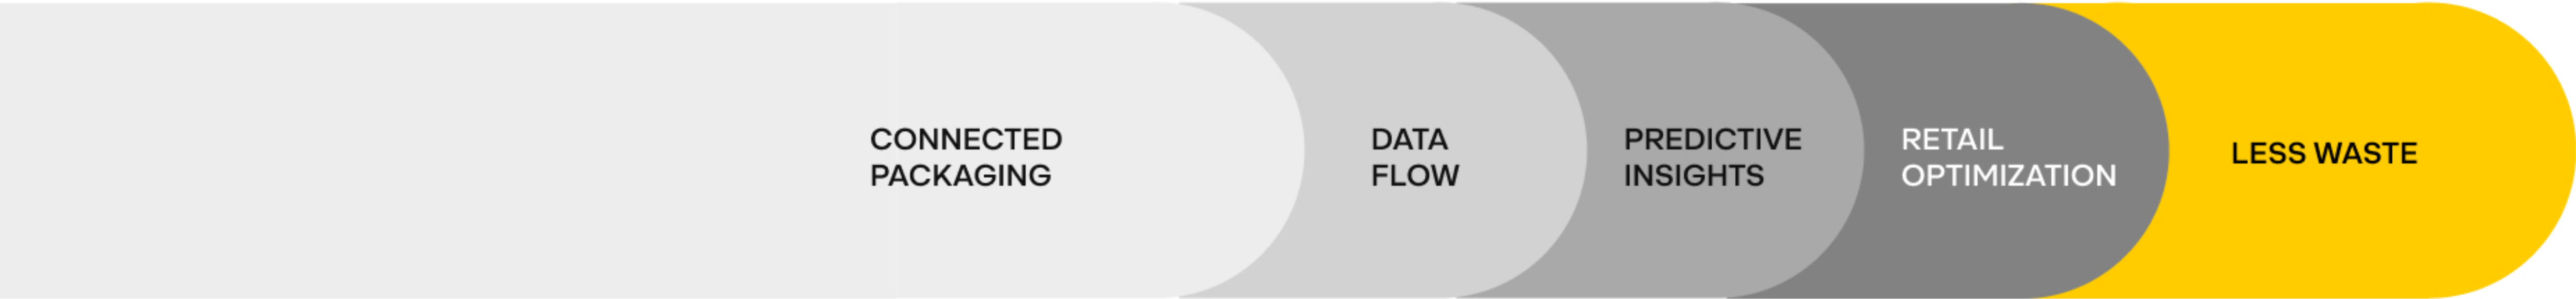 CONNECTED
PACKAGING
DATA
FLOW
PREDICTIVE
INSIGHTS
RETAIL
OPTIMIZATION
LESS WASTE